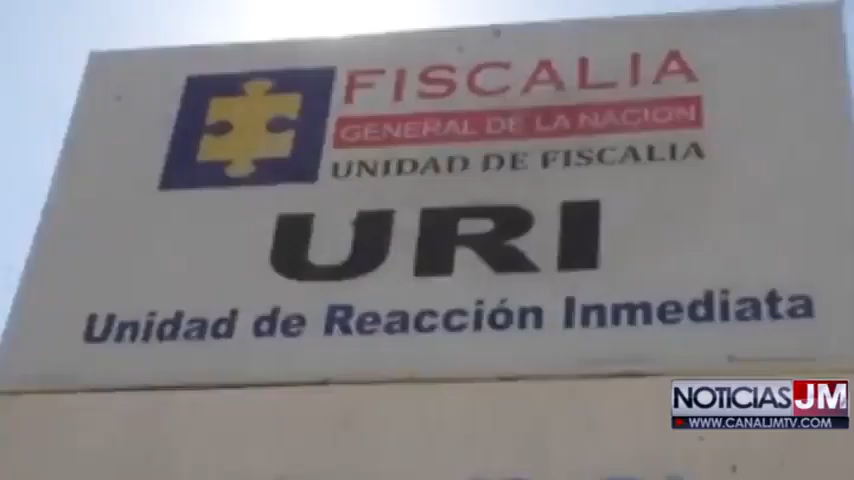 FISCALIA
GENERAL DE LA NACION
UNIDAD DE FISCALIA
URI
Unidad de Reacción Inmediata
NOTICIAS JM
WWW.CANALJMTV.COM